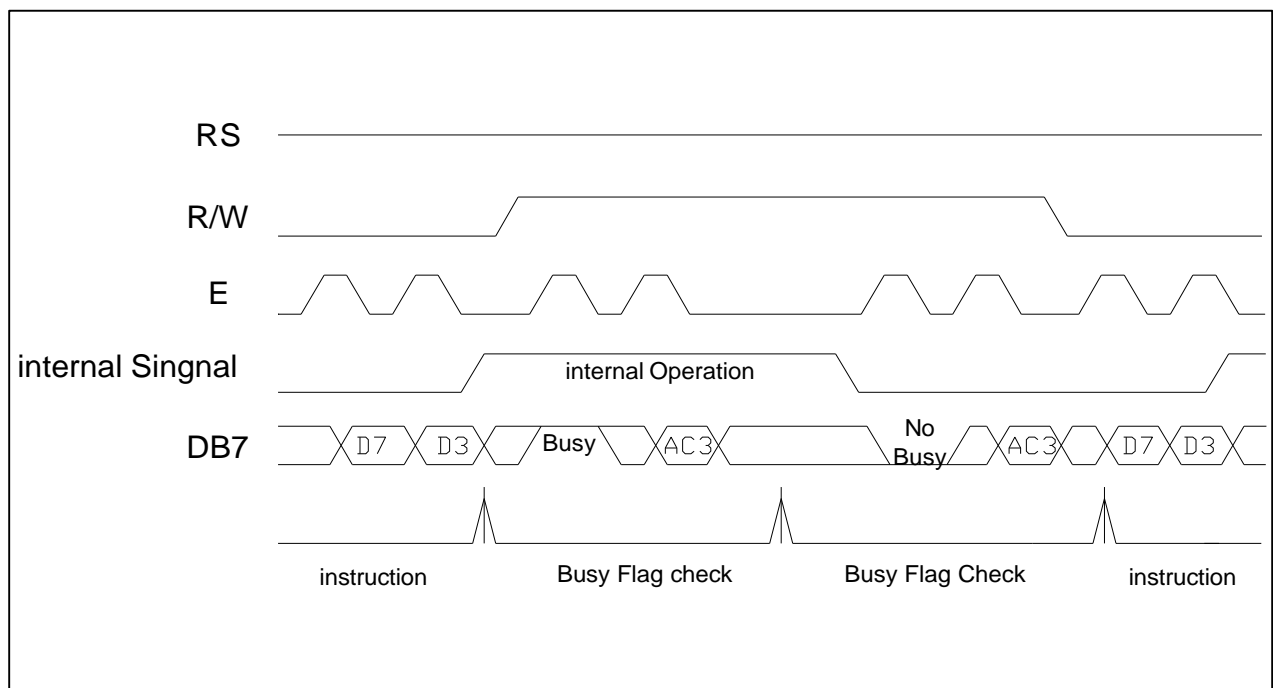 RS
R/W
E
internal Singnal
internal Operation
DB7
D7
D3
Busy
AC3
No
Busy
AC3
D7
D3
instruction
Busy Flag check
Busy Flag Check
instruction